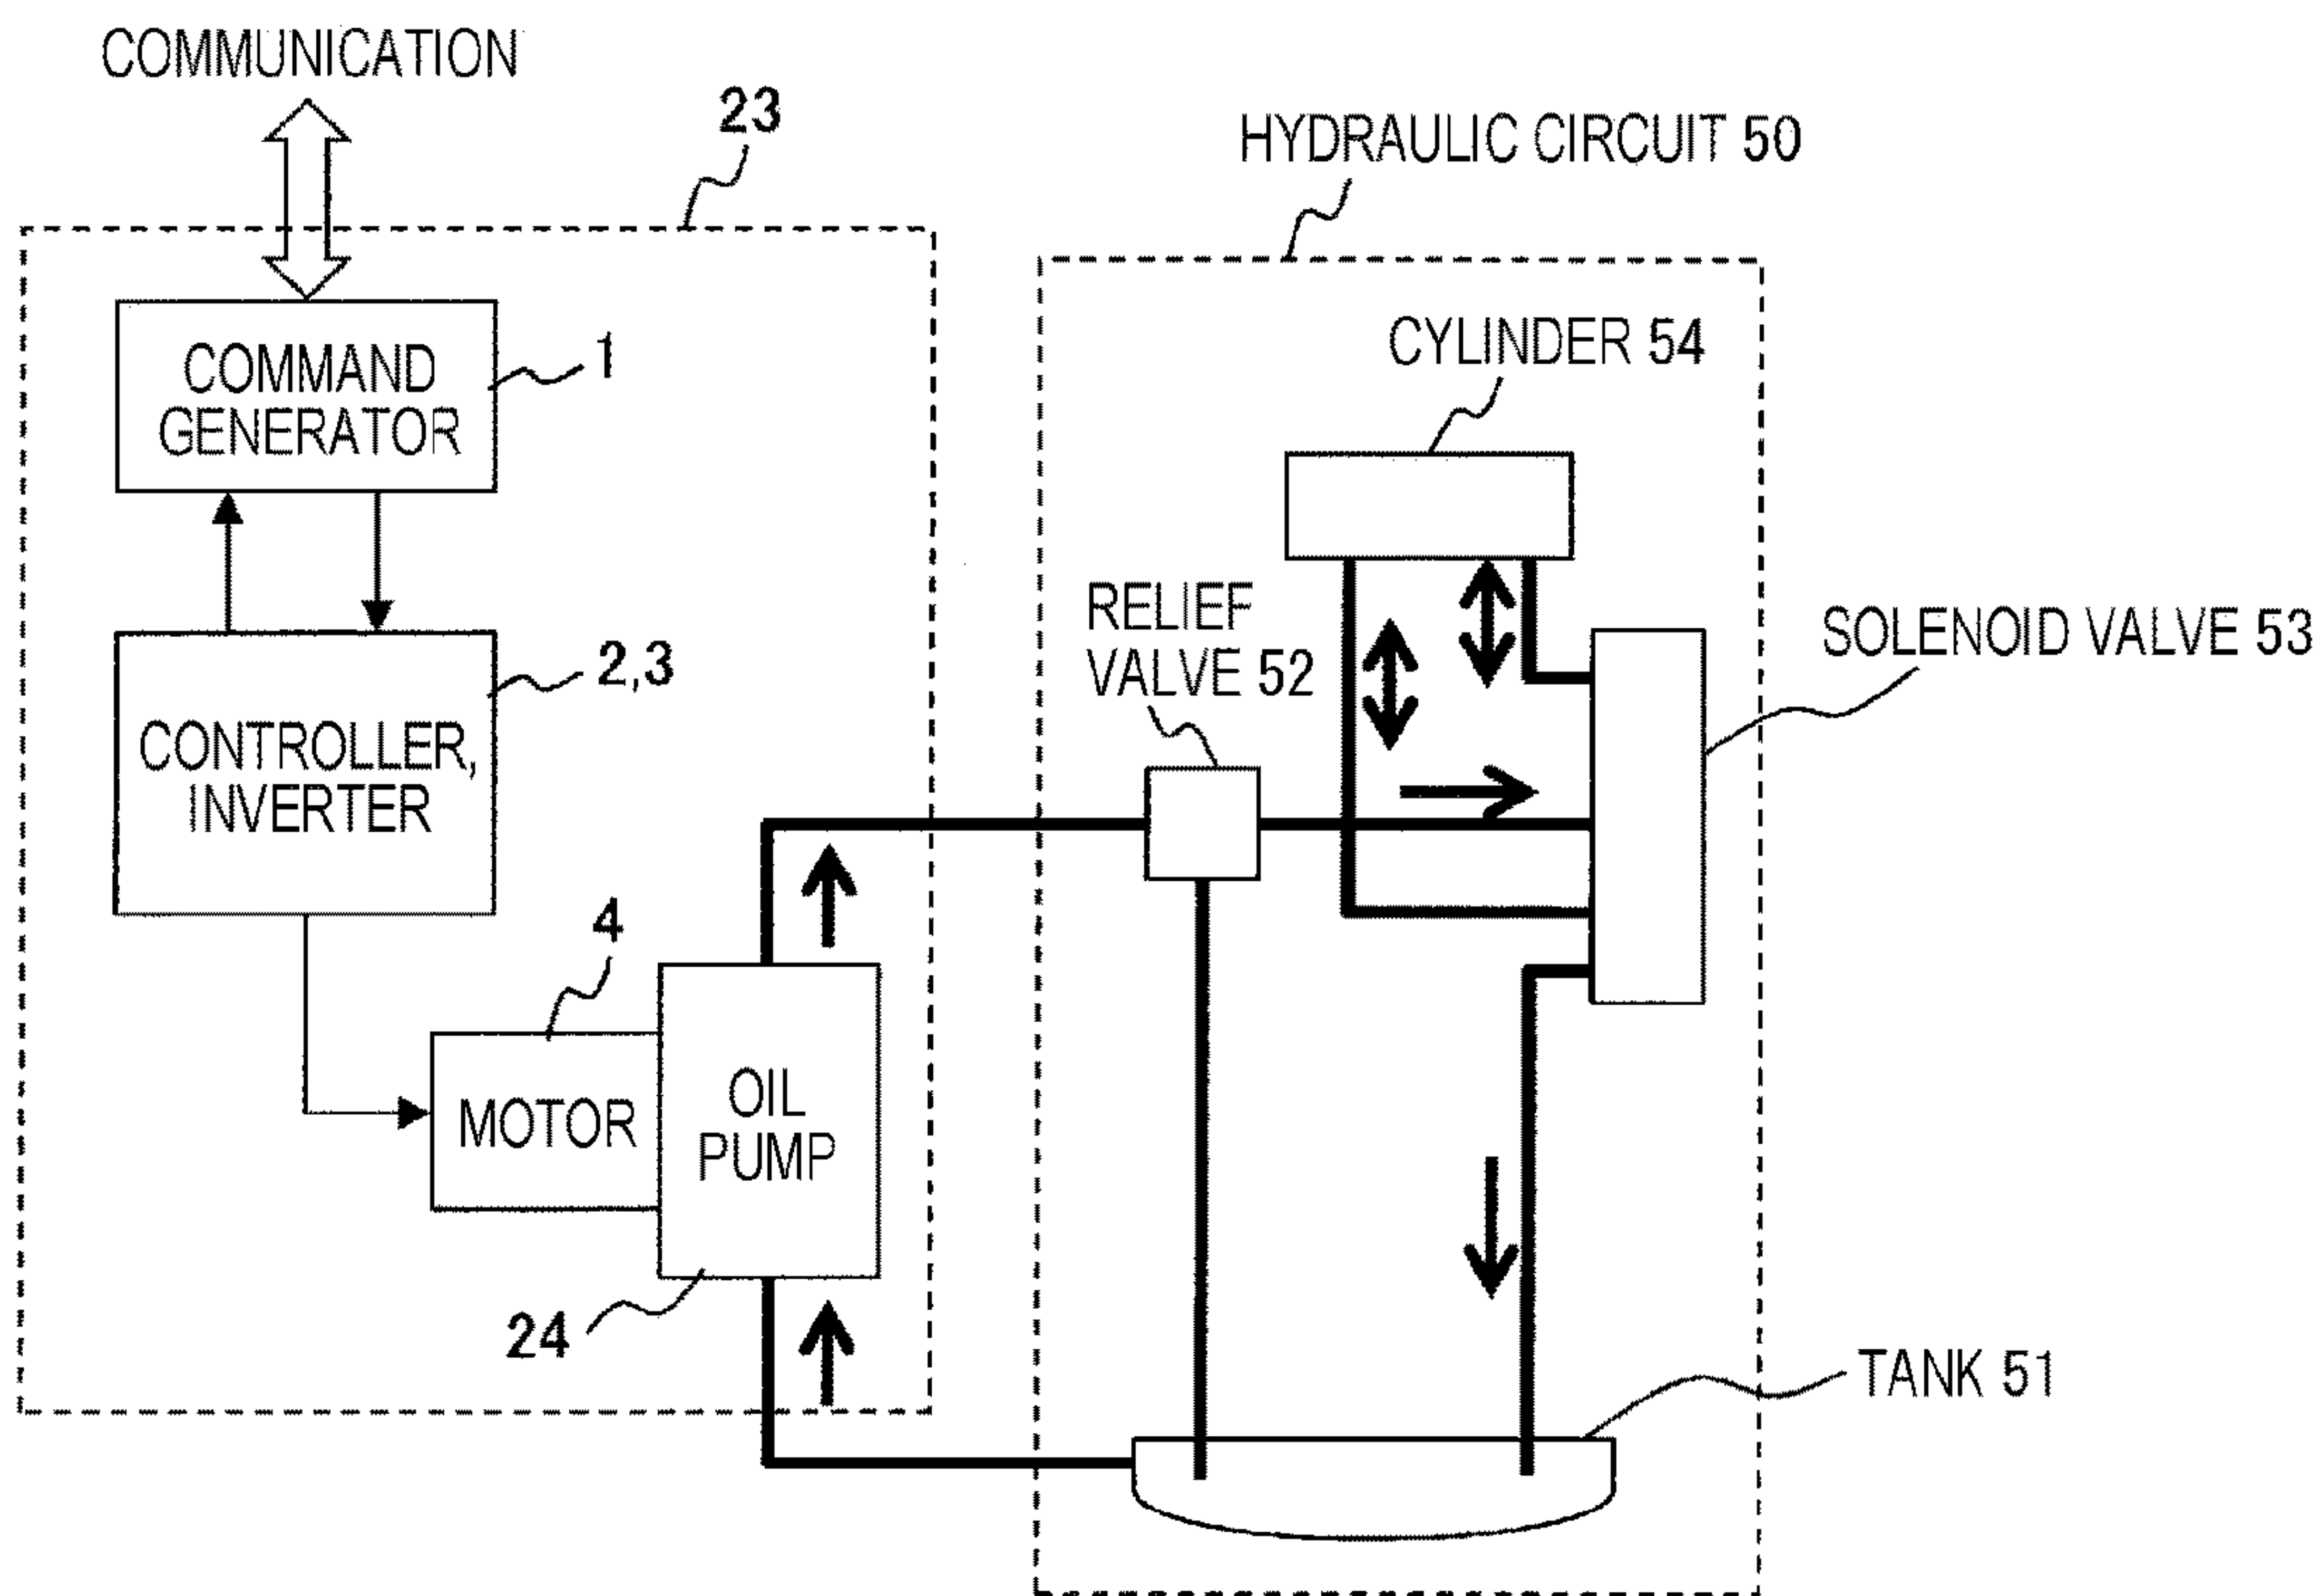 COMMUNICATION
23
HYDRAULIC CIRCUIT 50
COMMAND
GENERATOR
1
CYLINDER 54
RELIEF
VALVE 52
SOLENOID VALVE 53
2,3
CONTROLLER,
INVERTER
4
MOTOR
OIL
PUMP
24
TANK 51